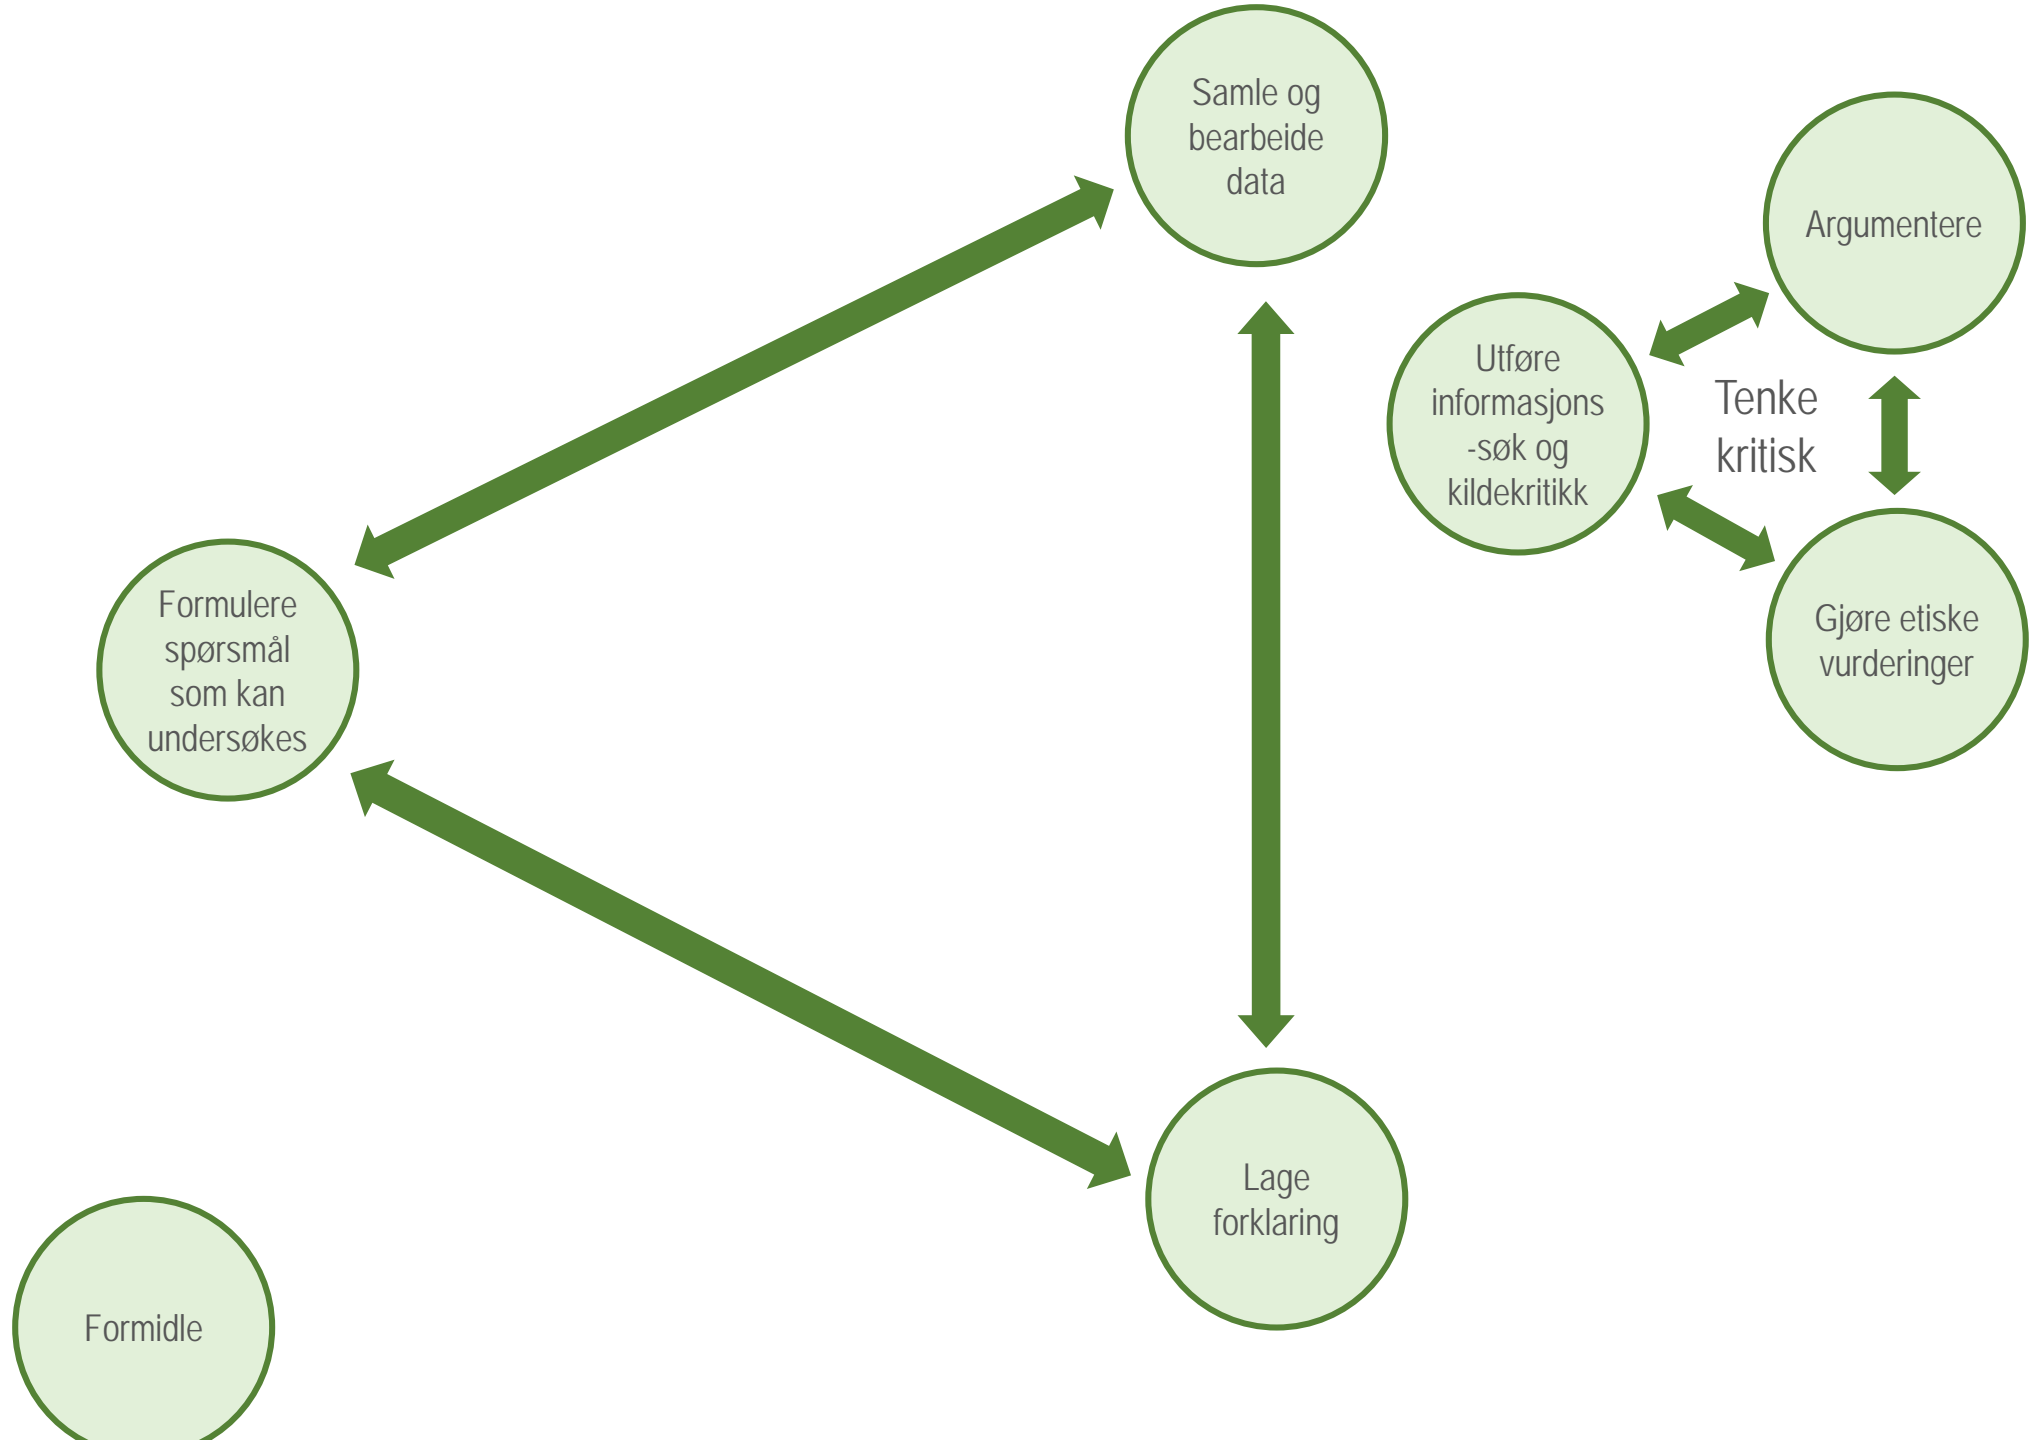 Samle og
bearbeide
data
Argumentere
Utføre
informasjons
-søk og
kildekritikk
Tenke
kritisk
Formulere
spørsmål
som kan
undersøkes
Gjøre etiske
vurderinger
Lage
forklaring
Formidle